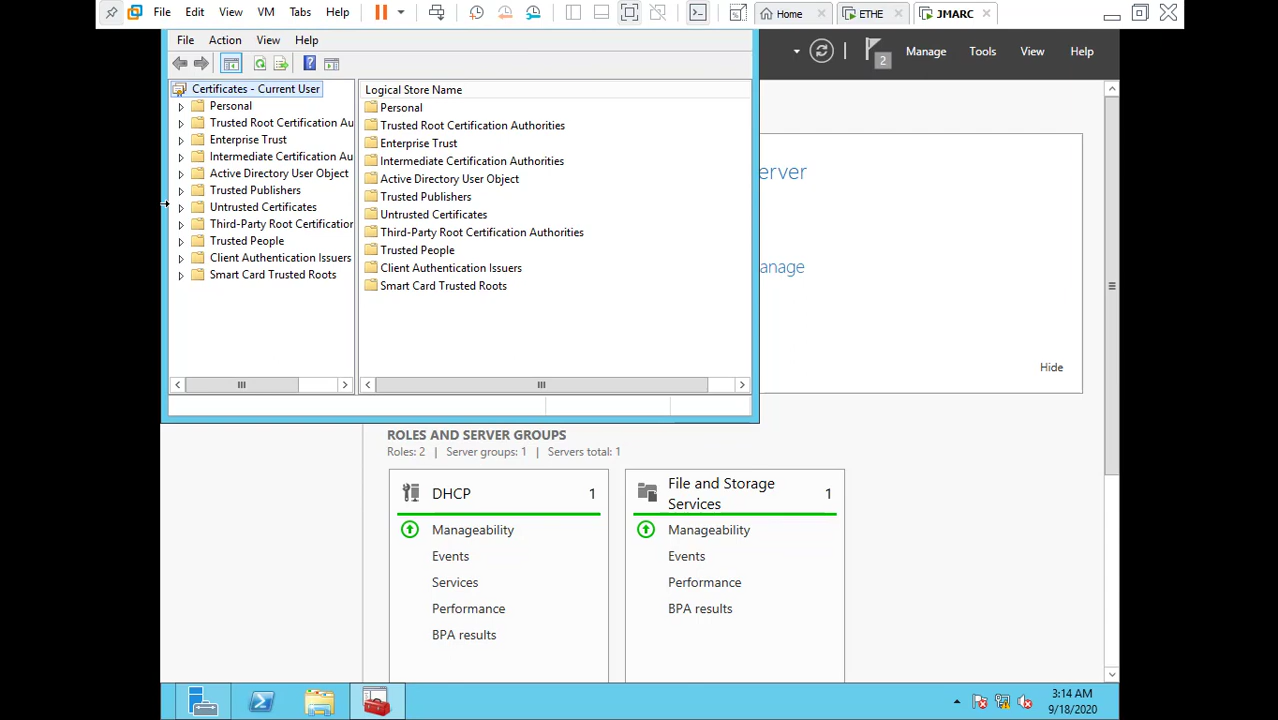 File Edit View VM Tabs Help Home ETHE JMARC
File Action View Help
Manage Tools View Help
2
Certificates - Current User
Personal
Trusted Root Certification Au
Enterprise Trust
Intermediate Certification Au
Active Directory User Object
Trusted Publishers
Untrusted Certificates
Third-Party Root Certification
Trusted People
Client Authentication Issuers
Smart Card Trusted Roots
Logical Store Name
Personal
Trusted Root Certification Authorities
Enterprise Trust
Intermediate Certification Authorities
Active Directory User Object
Trusted Publishers
Untrusted Certificates
Third-Party Root Certification Authorities
Trusted People
Client Authentication Issuers
Smart Card Trusted Roots
erver
anage
Hide
ROLES AND SERVER GROUPS
Roles: 2 | Server groups: 1 | Servers total: 1
DHCP 1
Manageability
Events
Services
Performance
BPA results
File and Storage
Services 1
Manageability
Events
Performance
BPA results
3:14 AM
9/18/2020